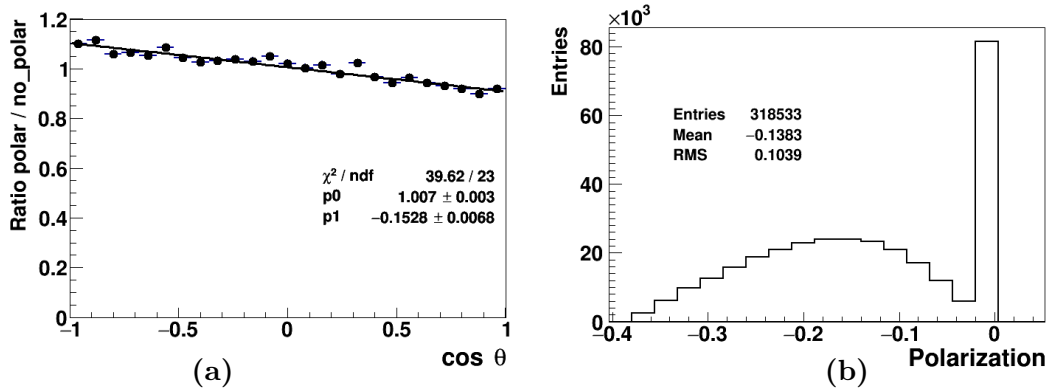 Ratio polar / no_polar
1.2
1
0.8
0.6
0.4
0.2
0
χ² / ndf 39.62 / 23
p0 1.007 ± 0.003
p1 −0.1528 ± 0.0068
−1 −0.5 0 0.5 1
cos θ
(a)
×10³
Entries
80
60
40
20
0
Entries 318533
Mean −0.1383
RMS 0.1039
−0.4 −0.3 −0.2 −0.1 0
Polarization
(b)